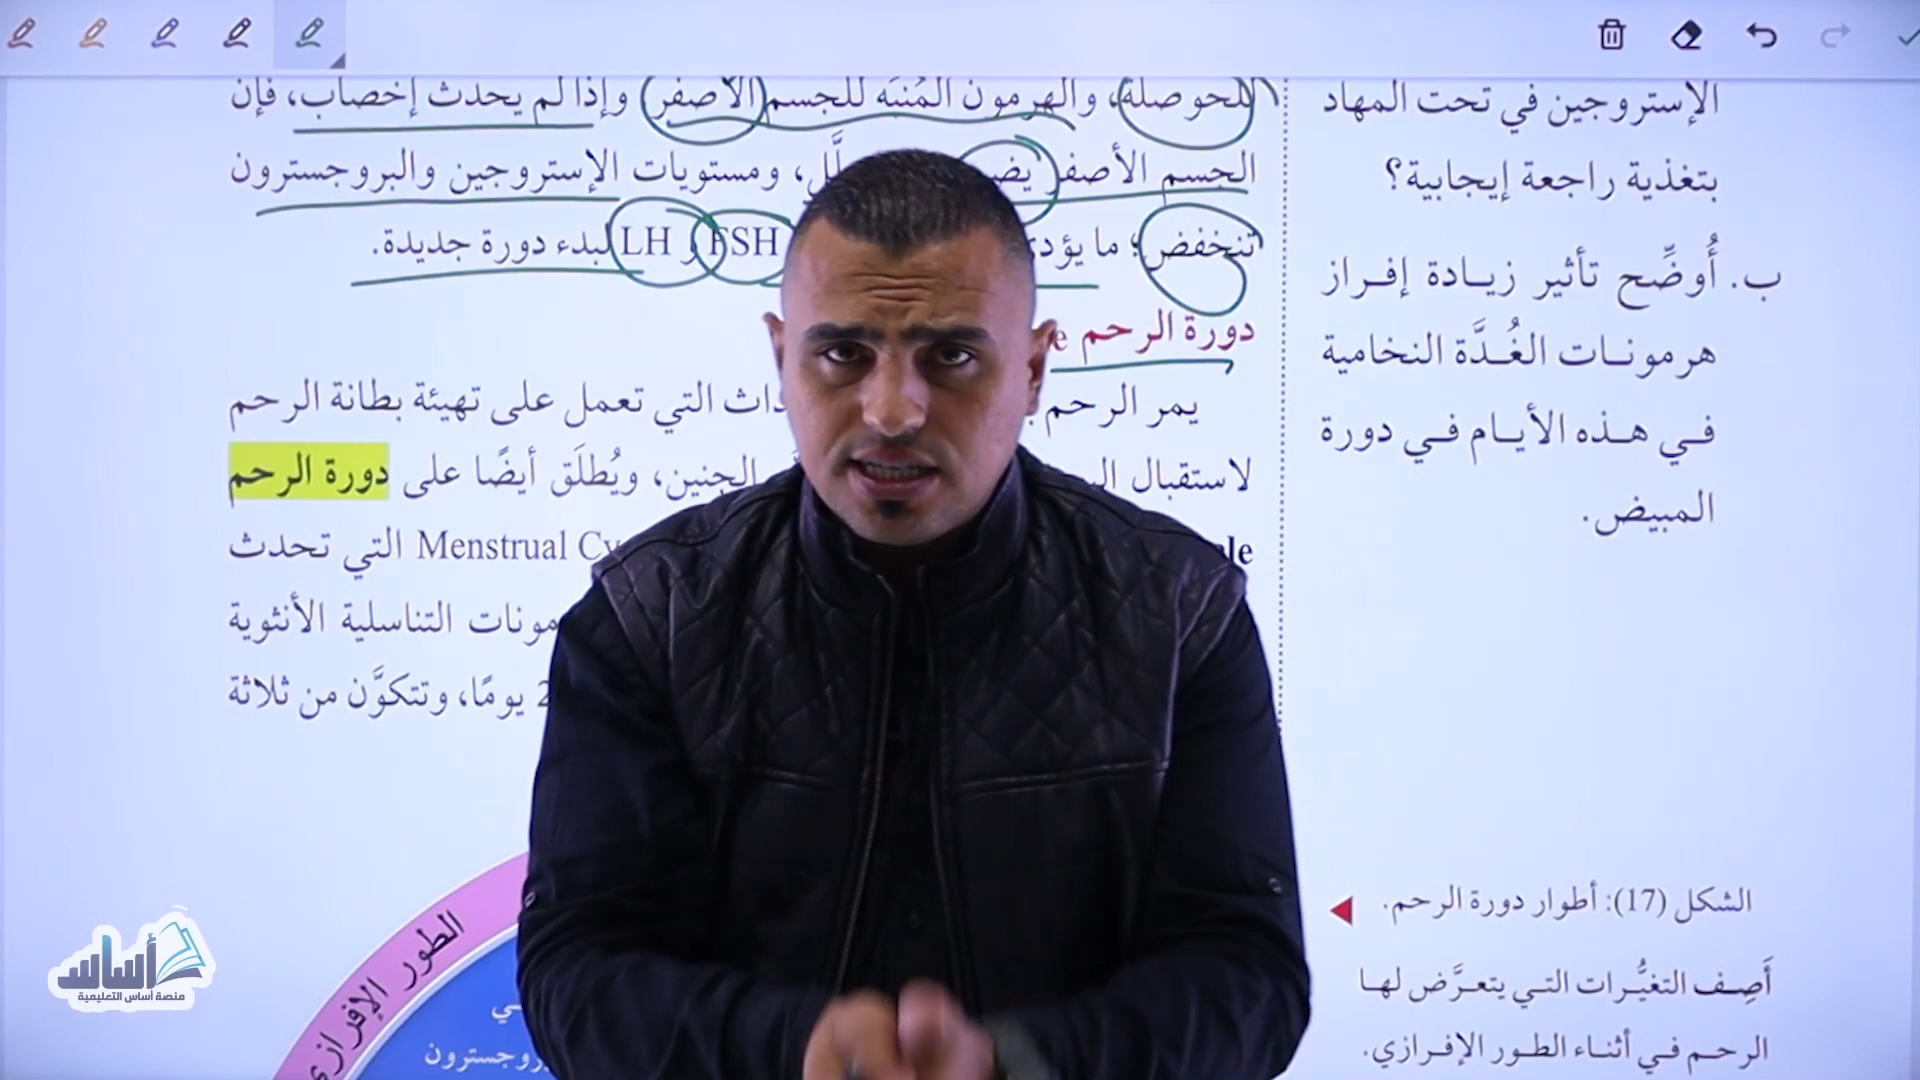 للحوصلة، والهرمون المُنبِّه للجسم الأصفر وإذا لم يحدث إخصاب، فإن
الجسم الأصفر يض لَّل، ومستويات الإستروجين والبروجسترون
تنخفض؛ ما يؤدي FSH و LH لبدء دورة جديدة.
دورة الرحم
يمر الرحم التي تعمل على تهيئة بطانة الرحم
لاستقبال الجنين، ويُطلَق أيضًا على دورة الرحم
Menstrual Cy التي تحدث
التناسلية الأنثوية
2 يومًا، وتتكوَّن من ثلاثة
الإستروجين في تحت المهاد
بتغذية راجعة إيجابية؟
ب. أُوضِّح تأثير زيادة إفراز
هرمونات الغُدَّة النخامية
في هذه الأيام في دورة
المبيض.
الشكل (17): أطوار دورة الرحم.
أَصِف التغيُّرات التي يتعرَّض لها
الرحم في أثناء الطور الإفرازي.
الطور الإفرازي
أساس
منصة أساس التعليمية